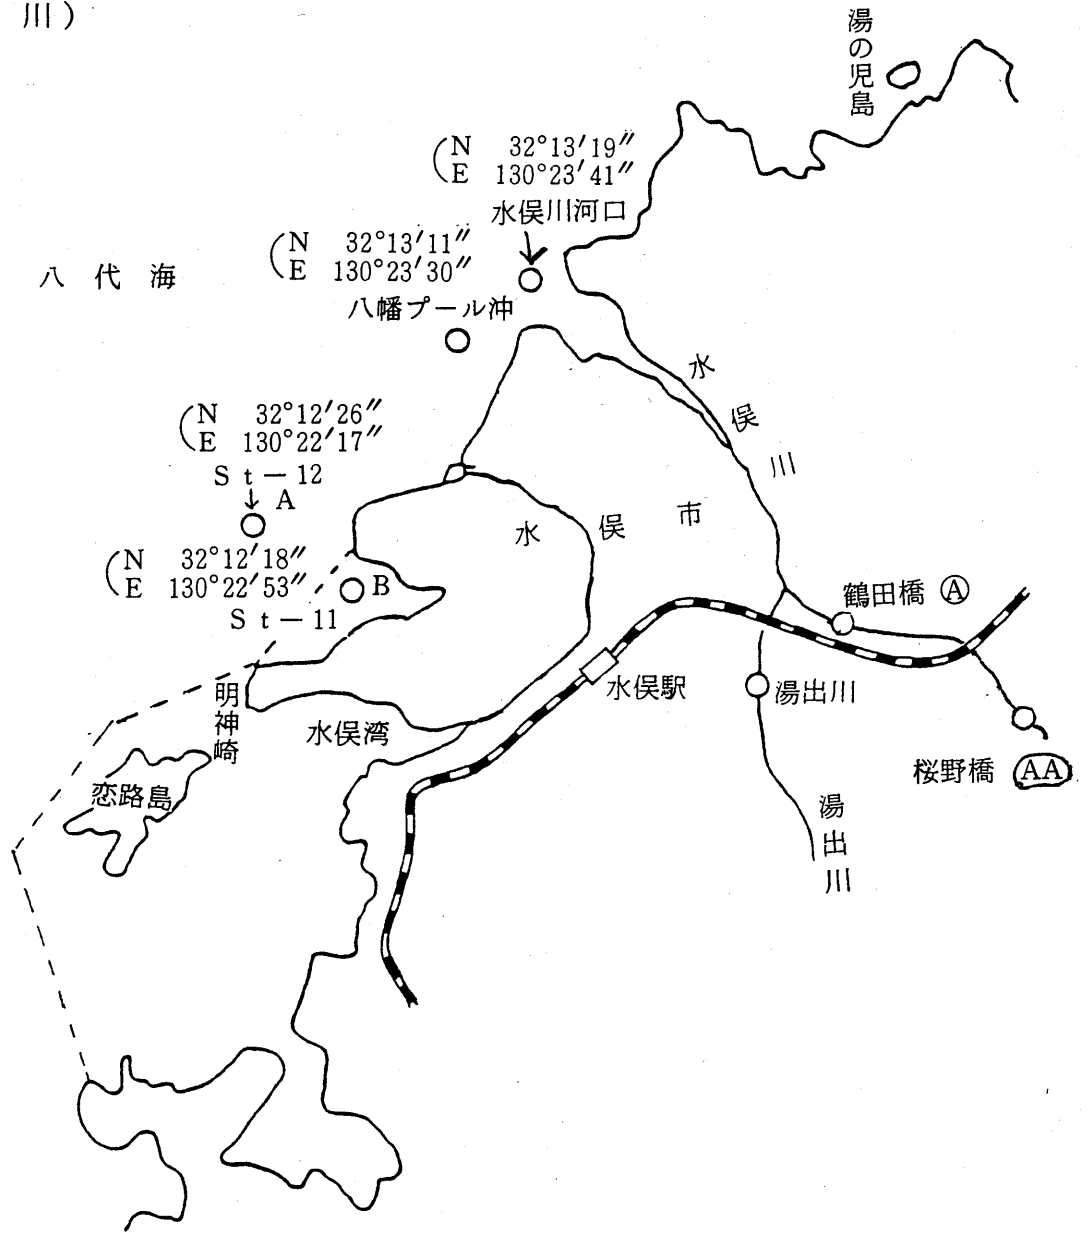 川）
湯の児島
N 32°13′19″
E 130°23′41″
水俣川河口
N 32°13′11″
E 130°23′30″
八代海
八幡プール沖
水俣川
N 32°12′26″
E 130°22′17″
St－12
A
水俣市
N 32°12′18″
E 130°22′53″
B
St－11
鶴田橋 Ⓐ
水俣駅
湯出川
明神崎
水俣湾
桜野橋 AA
恋路島
湯出川